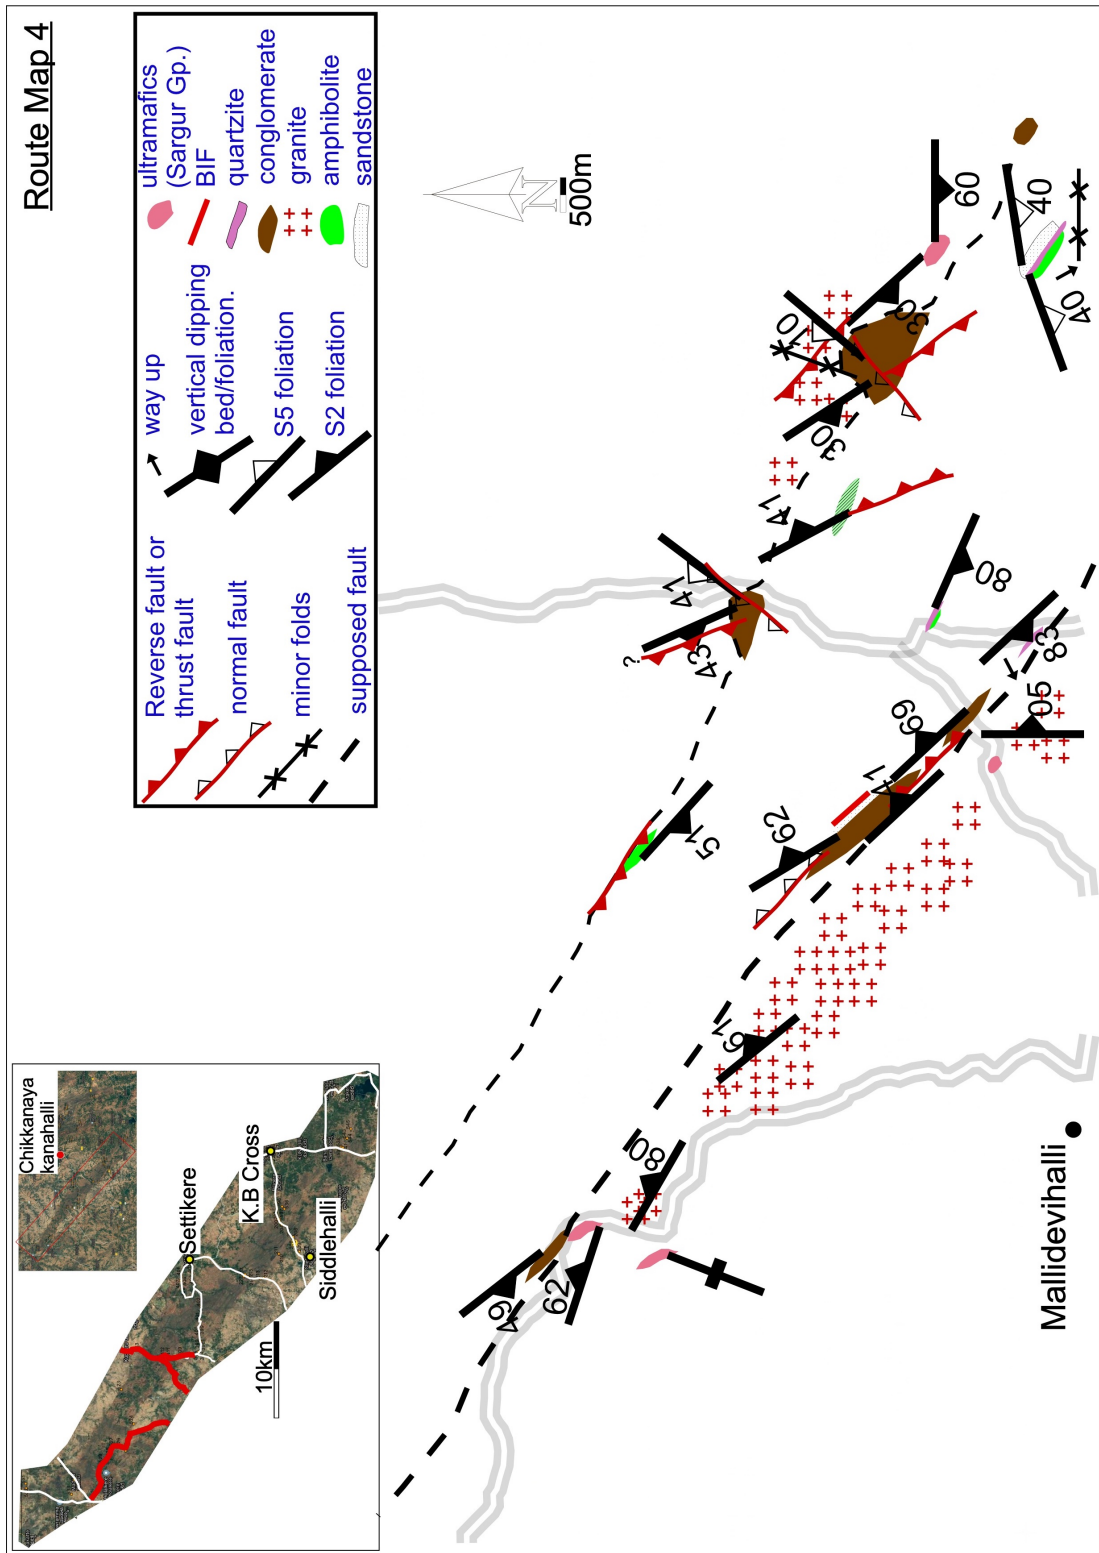 Route Map 4
Chikkanaya
kanahalli
Settikere
K.B Cross
Siddlehalli
10km
Reverse fault or
thrust fault
normal fault
minor folds
supposed fault
way up
vertical dipping
bed/foliation.
S5 foliation
S2 foliation
ultramafics
(Sargur Gp.)
BIF
quartzite
conglomerate
granite
amphibolite
sandstone
N
500m
49
62
80
61
51
62
41
69
50
83
80
?
43
41
41
30
10
30
60
40
40
Mallidevihalli